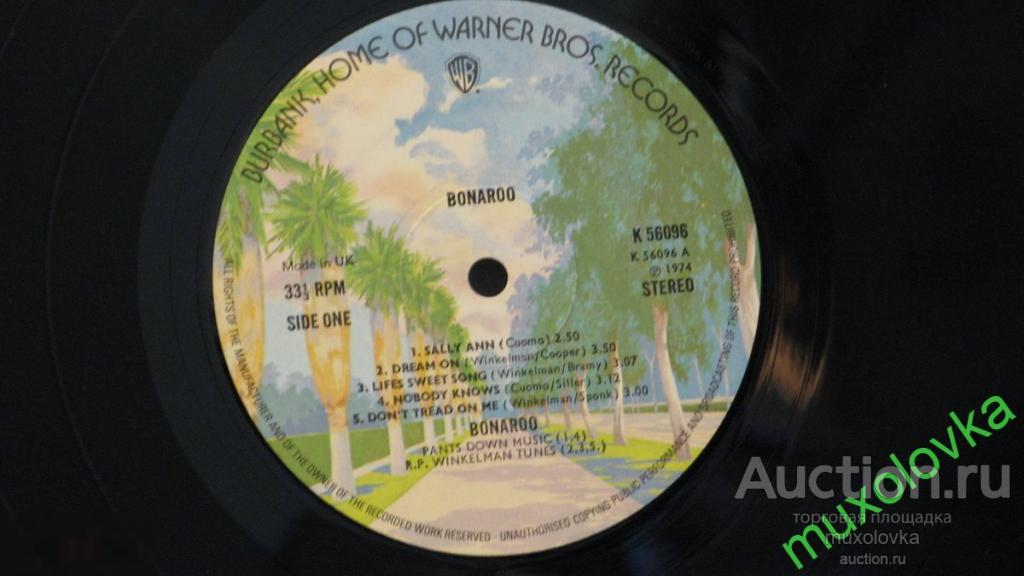 BURBANK, HOME OF WARNER BROS. RECORDS
WB
BONAROO
K 56096
K 56096 A
Ⓟ 1974
STEREO
Made in UK
33⅓ RPM
SIDE ONE
1. SALLY ANN (Cuomo) 2.50
2. DREAM ON (Winkelman/Cooper) 3.50
3. LIFES SWEET SONG (Winkelman/Bramy) 3.07
4. NOBODY KNOWS (Cuomo/Siller) 3.12
5. DON'T TREAD ON ME (Winkelman/Sponk) 3.00
BONAROO
PANTS DOWN MUSIC (1,4)
R.P. WINKELMAN TUNES (2,3,5.)
ALL RIGHTS OF THE MANUFACTURER AND OF THE OWNER OF THE RECORDED WORK RESERVED - UNAUTHORISED COPYING PUBLIC PERFORMANCE AND BROADCASTING OF THIS RECORD PROHIBITED
Auction.ru
торговая площадка
muxolovka
auction.ru
muxolovka